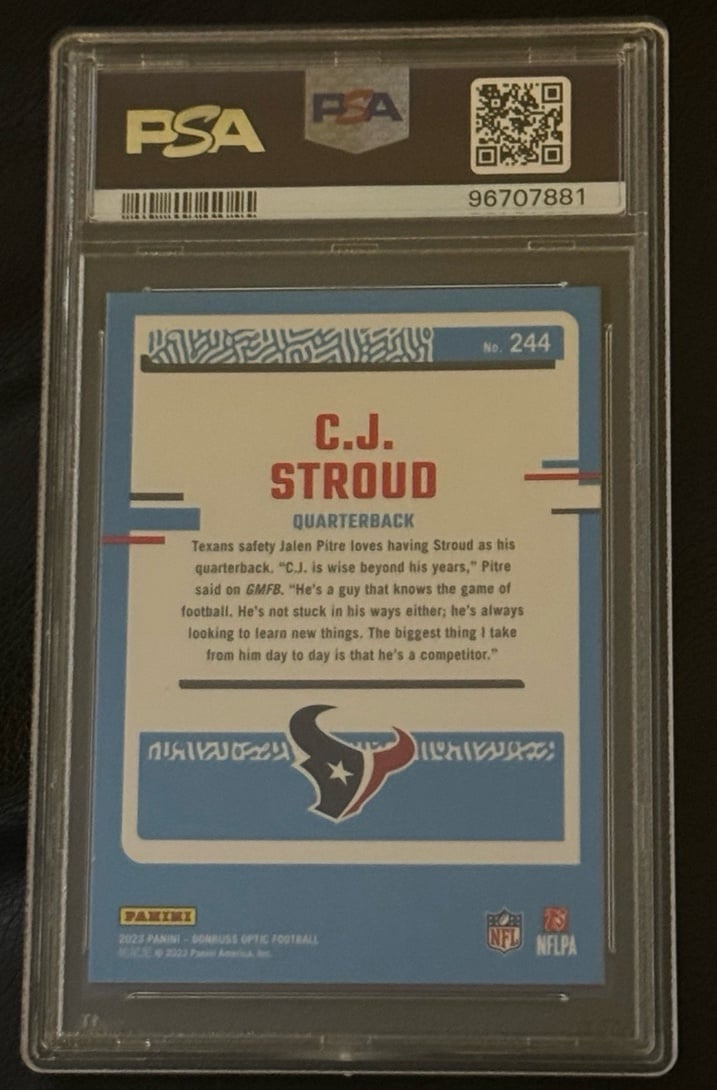 PSA
PSA
96707881
No. 244
C.J.
STROUD
QUARTERBACK
Texans safety Jalen Pitre loves having Stroud as his
quarterback. “C.J. is wise beyond his years,” Pitre
said on GMFB. “He’s a guy that knows the game of
football. He’s not stuck in his ways either; he’s always
looking to learn new things. The biggest thing I take
from him day to day is that he’s a competitor.”
PANINI
2023 PANINI - DONRUSS OPTIC FOOTBALL
© 2023 Panini America, Inc.
NFL
NFLPA